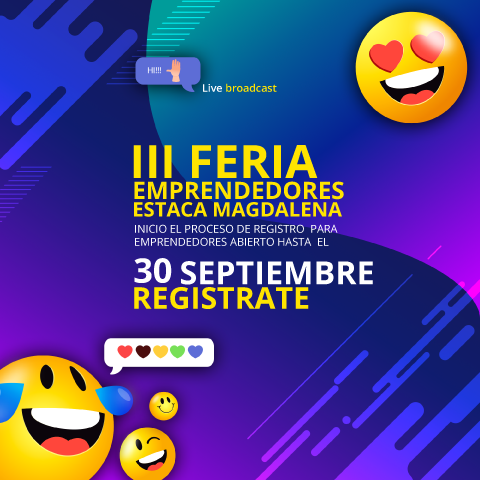 HI!!!
Live broadcast
III FERIA
EMPRENDEDORES
ESTACA MAGDALENA
INICIO EL PROCESO DE REGISTRO PARA
EMPRENDEDORES ABIERTO HASTA EL
30 SEPTIEMBRE
REGISTRATE